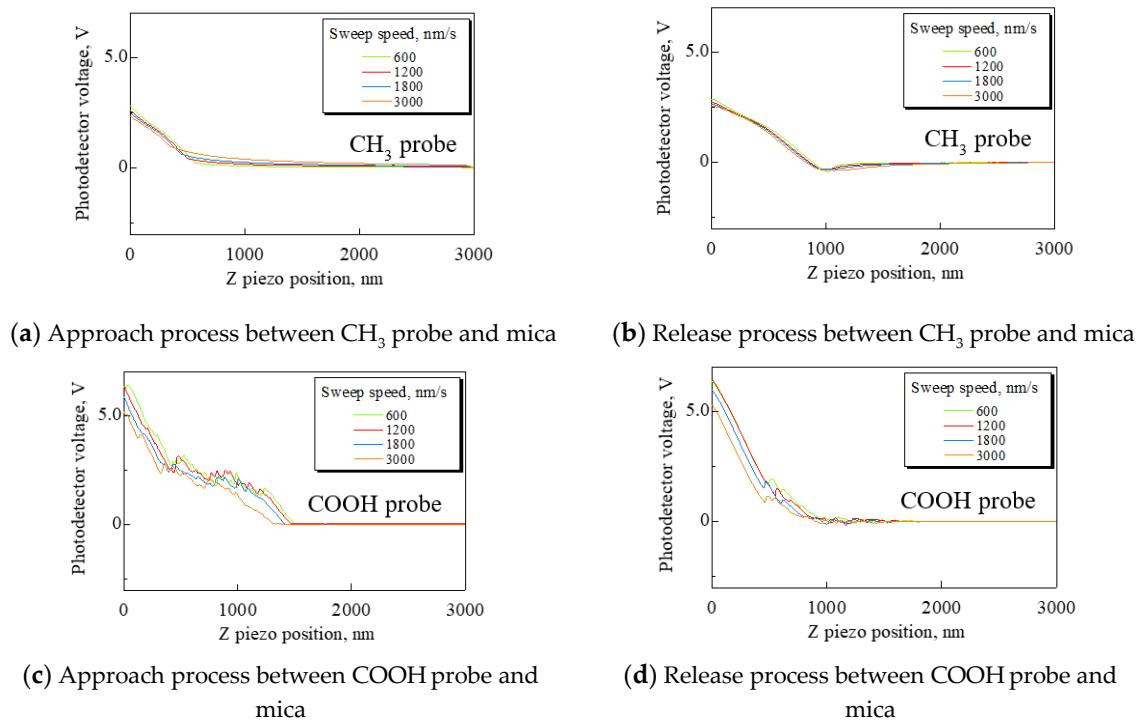 Sweep speed, nm/s
600
1200
1800
3000
Photodetector voltage, V
5.0
0
CH₃ probe
0 1000 2000 3000
Z piezo position, nm
(a) Approach process between CH₃ probe and mica
Sweep speed, nm/s
600
1200
1800
3000
Photodetector voltage, V
5.0
0
CH₃ probe
0 1000 2000 3000
Z piezo position, nm
(b) Release process between CH₃ probe and mica
Sweep speed, nm/s
600
1200
1800
3000
Photodetector voltage, V
5.0
0
COOH probe
0 1000 2000 3000
Z piezo position, nm
(c) Approach process between COOH probe and
mica
Sweep speed, nm/s
600
1200
1800
3000
Photodetector voltage, V
5.0
0
COOH probe
0 1000 2000 3000
Z piezo position, nm
(d) Release process between COOH probe and
mica